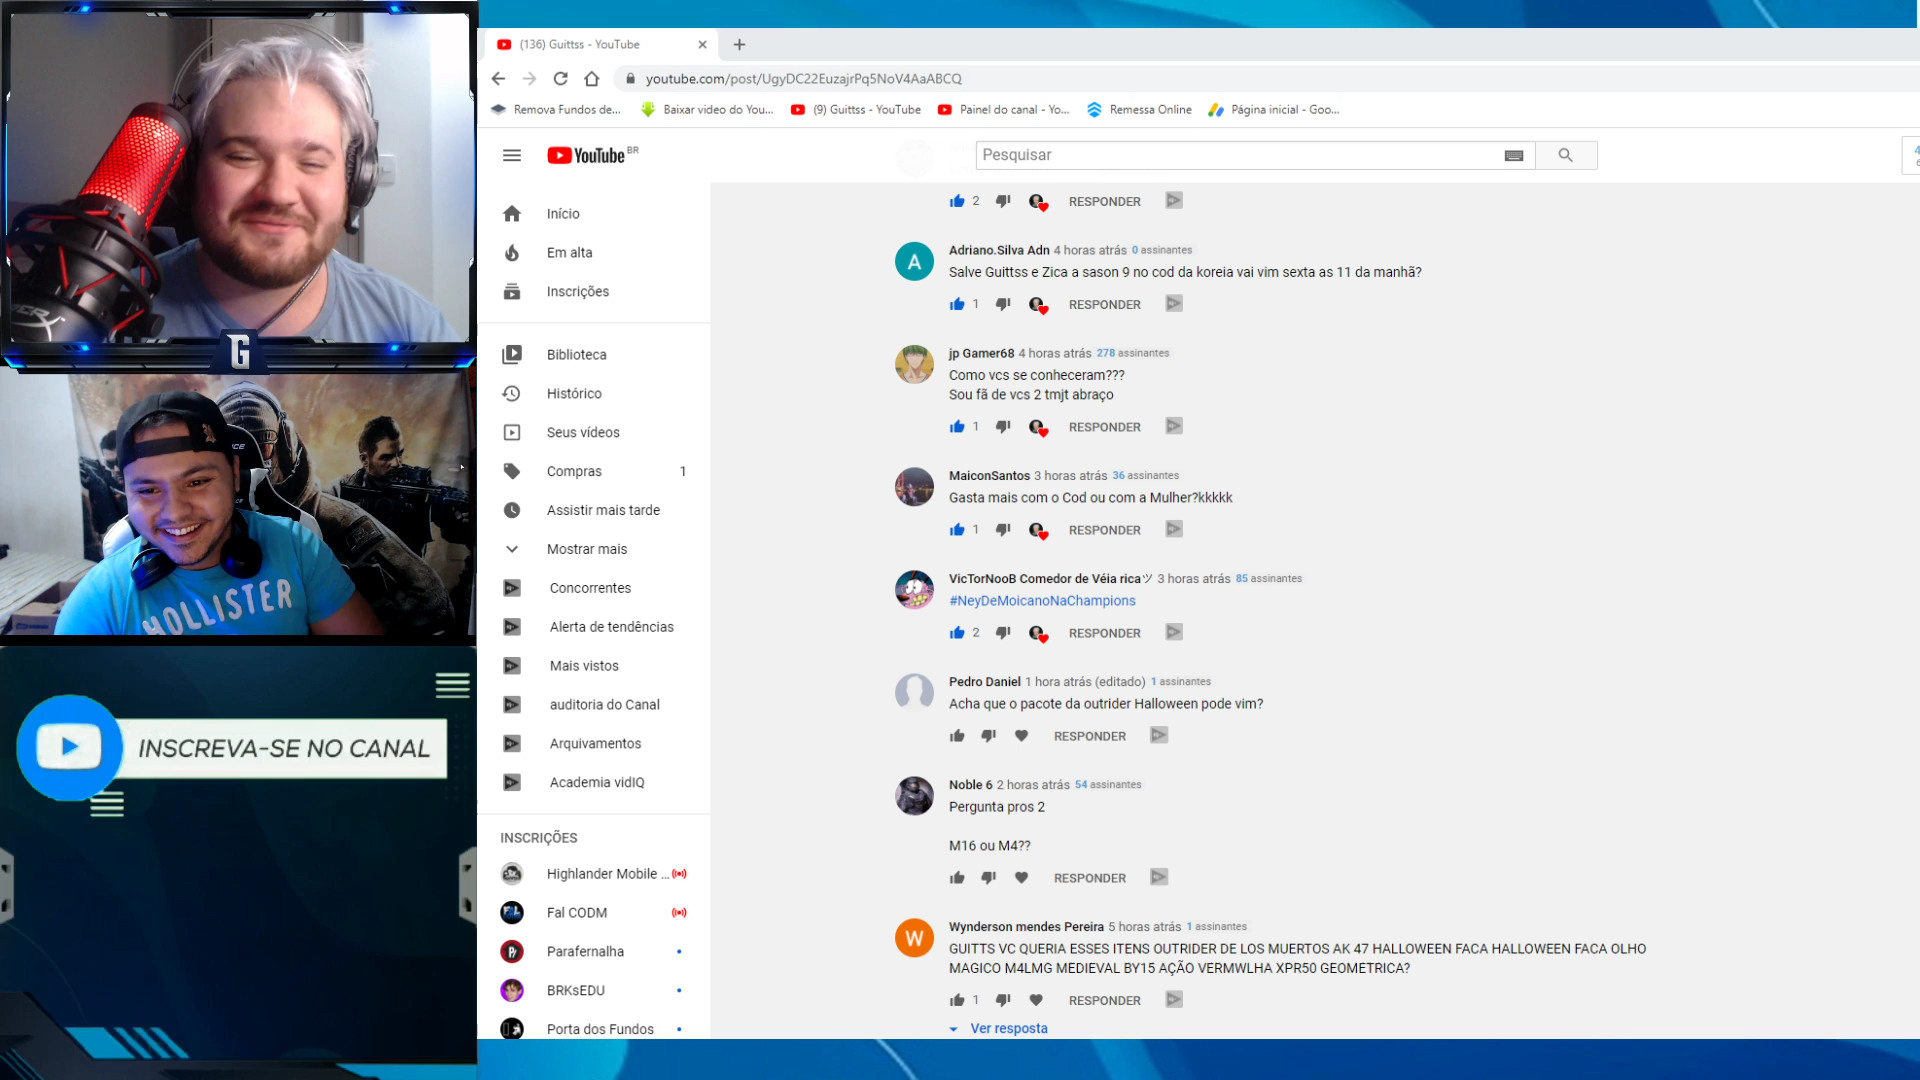 (136) Guittss - YouTube
youtube.com/post/UgyDC22EuzajrPq5NoV4AaABCQ
Remova Fundos de...
Baixar video do You...
(9) Guittss - YouTube
Painel do canal - Yo...
Remessa Online
Página inicial - Goo...
YouTube BR
Pesquisar
Início
Em alta
Inscrições
Biblioteca
Histórico
Seus vídeos
Compras 1
Assistir mais tarde
Mostrar mais
Concorrentes
Alerta de tendências
Mais vistos
auditoria do Canal
Arquivamentos
Academia vidIQ
INSCRIÇÕES
Highlander Mobile ...
Fal CODM
Parafernalha
BRKsEDU
Porta dos Fundos
2 RESPONDER
Adriano.Silva Adn 4 horas atrás 0 assinantes
Salve Guittss e Zica a sason 9 no cod da koreia vai vim sexta as 11 da manhã?
1 RESPONDER
jp Gamer68 4 horas atrás 278 assinantes
Como vcs se conheceram???
Sou fã de vcs 2 tmjt abraço
1 RESPONDER
MaiconSantos 3 horas atrás 36 assinantes
Gasta mais com o Cod ou com a Mulher?kkkkk
1 RESPONDER
VicTorNooB Comedor de Véia ricaツ 3 horas atrás 85 assinantes
#NeyDeMoicanoNaChampions
2 RESPONDER
Pedro Daniel 1 hora atrás (editado) 1 assinantes
Acha que o pacote da outrider Halloween pode vim?
RESPONDER
Noble 6 2 horas atrás 54 assinantes
Pergunta pros 2
M16 ou M4??
RESPONDER
Wynderson mendes Pereira 5 horas atrás 1 assinantes
GUITTS VC QUERIA ESSES ITENS OUTRIDER DE LOS MUERTOS AK 47 HALLOWEEN FACA HALLOWEEN FACA OLHO
MAGICO M4LMG MEDIEVAL BY15 AÇÃO VERMWLHA XPR50 GEOMETRICA?
1 RESPONDER
Ver resposta
G
HOLLISTER
INSCREVA-SE NO CANAL
A
W